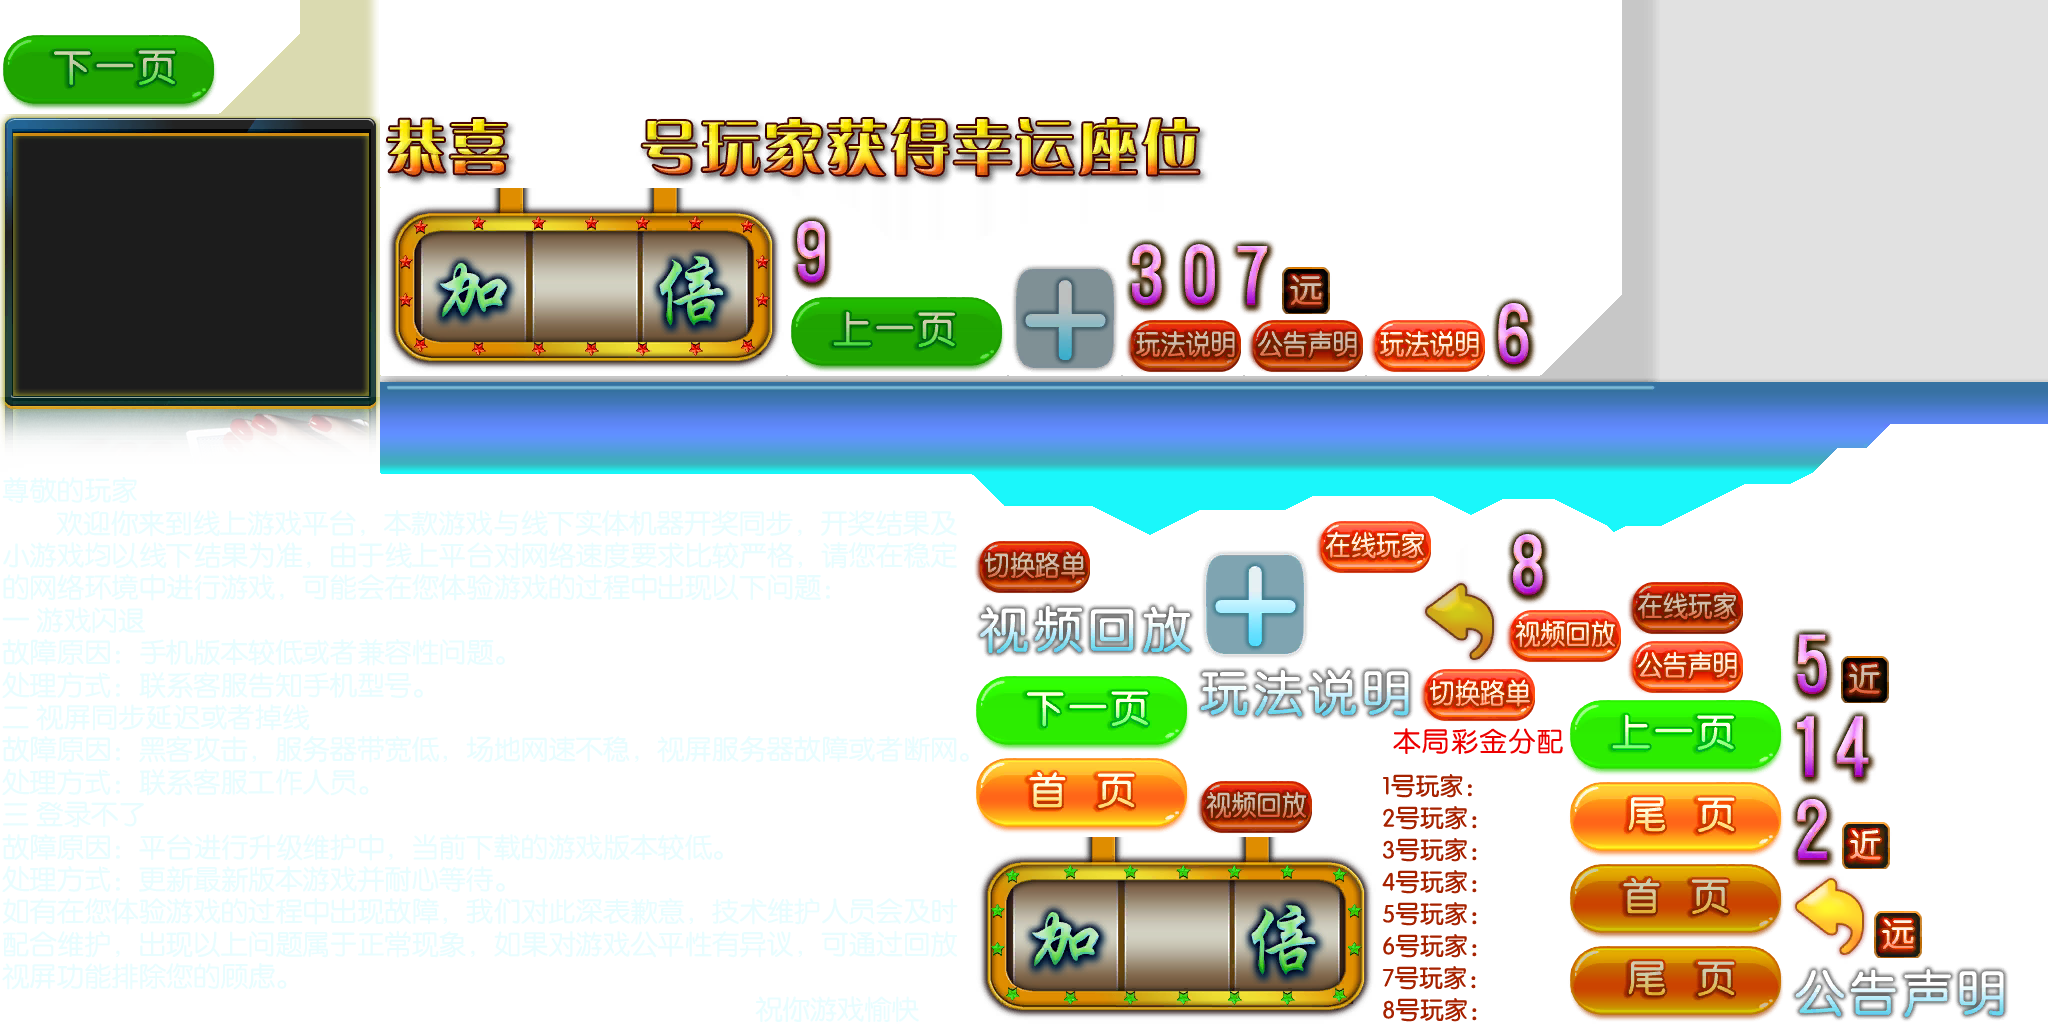 下一页
恭喜 号玩家获得幸运座位
加 倍
9
上一页
307
远
玩法说明
公告声明
玩法说明
6
尊敬的玩家
欢迎你来到线上游戏平台，本款游戏与线下实体机器开奖同步，开奖结果及
小游戏均以线下结果为准，由于线上平台对网络速度要求比较严格，请您在稳定
的网络环境中进行游戏，可能会在您体验游戏的过程中出现以下问题：
一 游戏闪退
故障原因：手机版本较低或者兼容性问题。
处理方式：联系客服告知手机型号。
二 视屏同步延迟或者掉线
故障原因：黑客攻击，服务器带宽低，场地网速不稳，视屏服务器故障或者断网。
处理方式：联系客服工作人员。
三 登录不了
故障原因：平台进行升级维护中，当前下载的游戏版本较低。
处理方式：更新最新版本游戏并耐心等待。
如有在您体验游戏的过程中出现故障，我们对此深表歉意，技术维护人员会及时
配合维护，出现以上问题属于正常现象，如果对游戏公平性有异议，可通过回放
视屏功能排除您的顾虑。
祝你游戏愉快
切换路单
在线玩家
8
视频回放
视频回放
在线玩家
公告声明
玩法说明
切换路单
5
近
下一页
本局彩金分配
上一页
14
首 页
视频回放
尾 页
2
近
加 倍
1号玩家：
2号玩家：
3号玩家：
4号玩家：
5号玩家：
6号玩家：
7号玩家：
8号玩家：
首 页
远
尾 页
公告声明